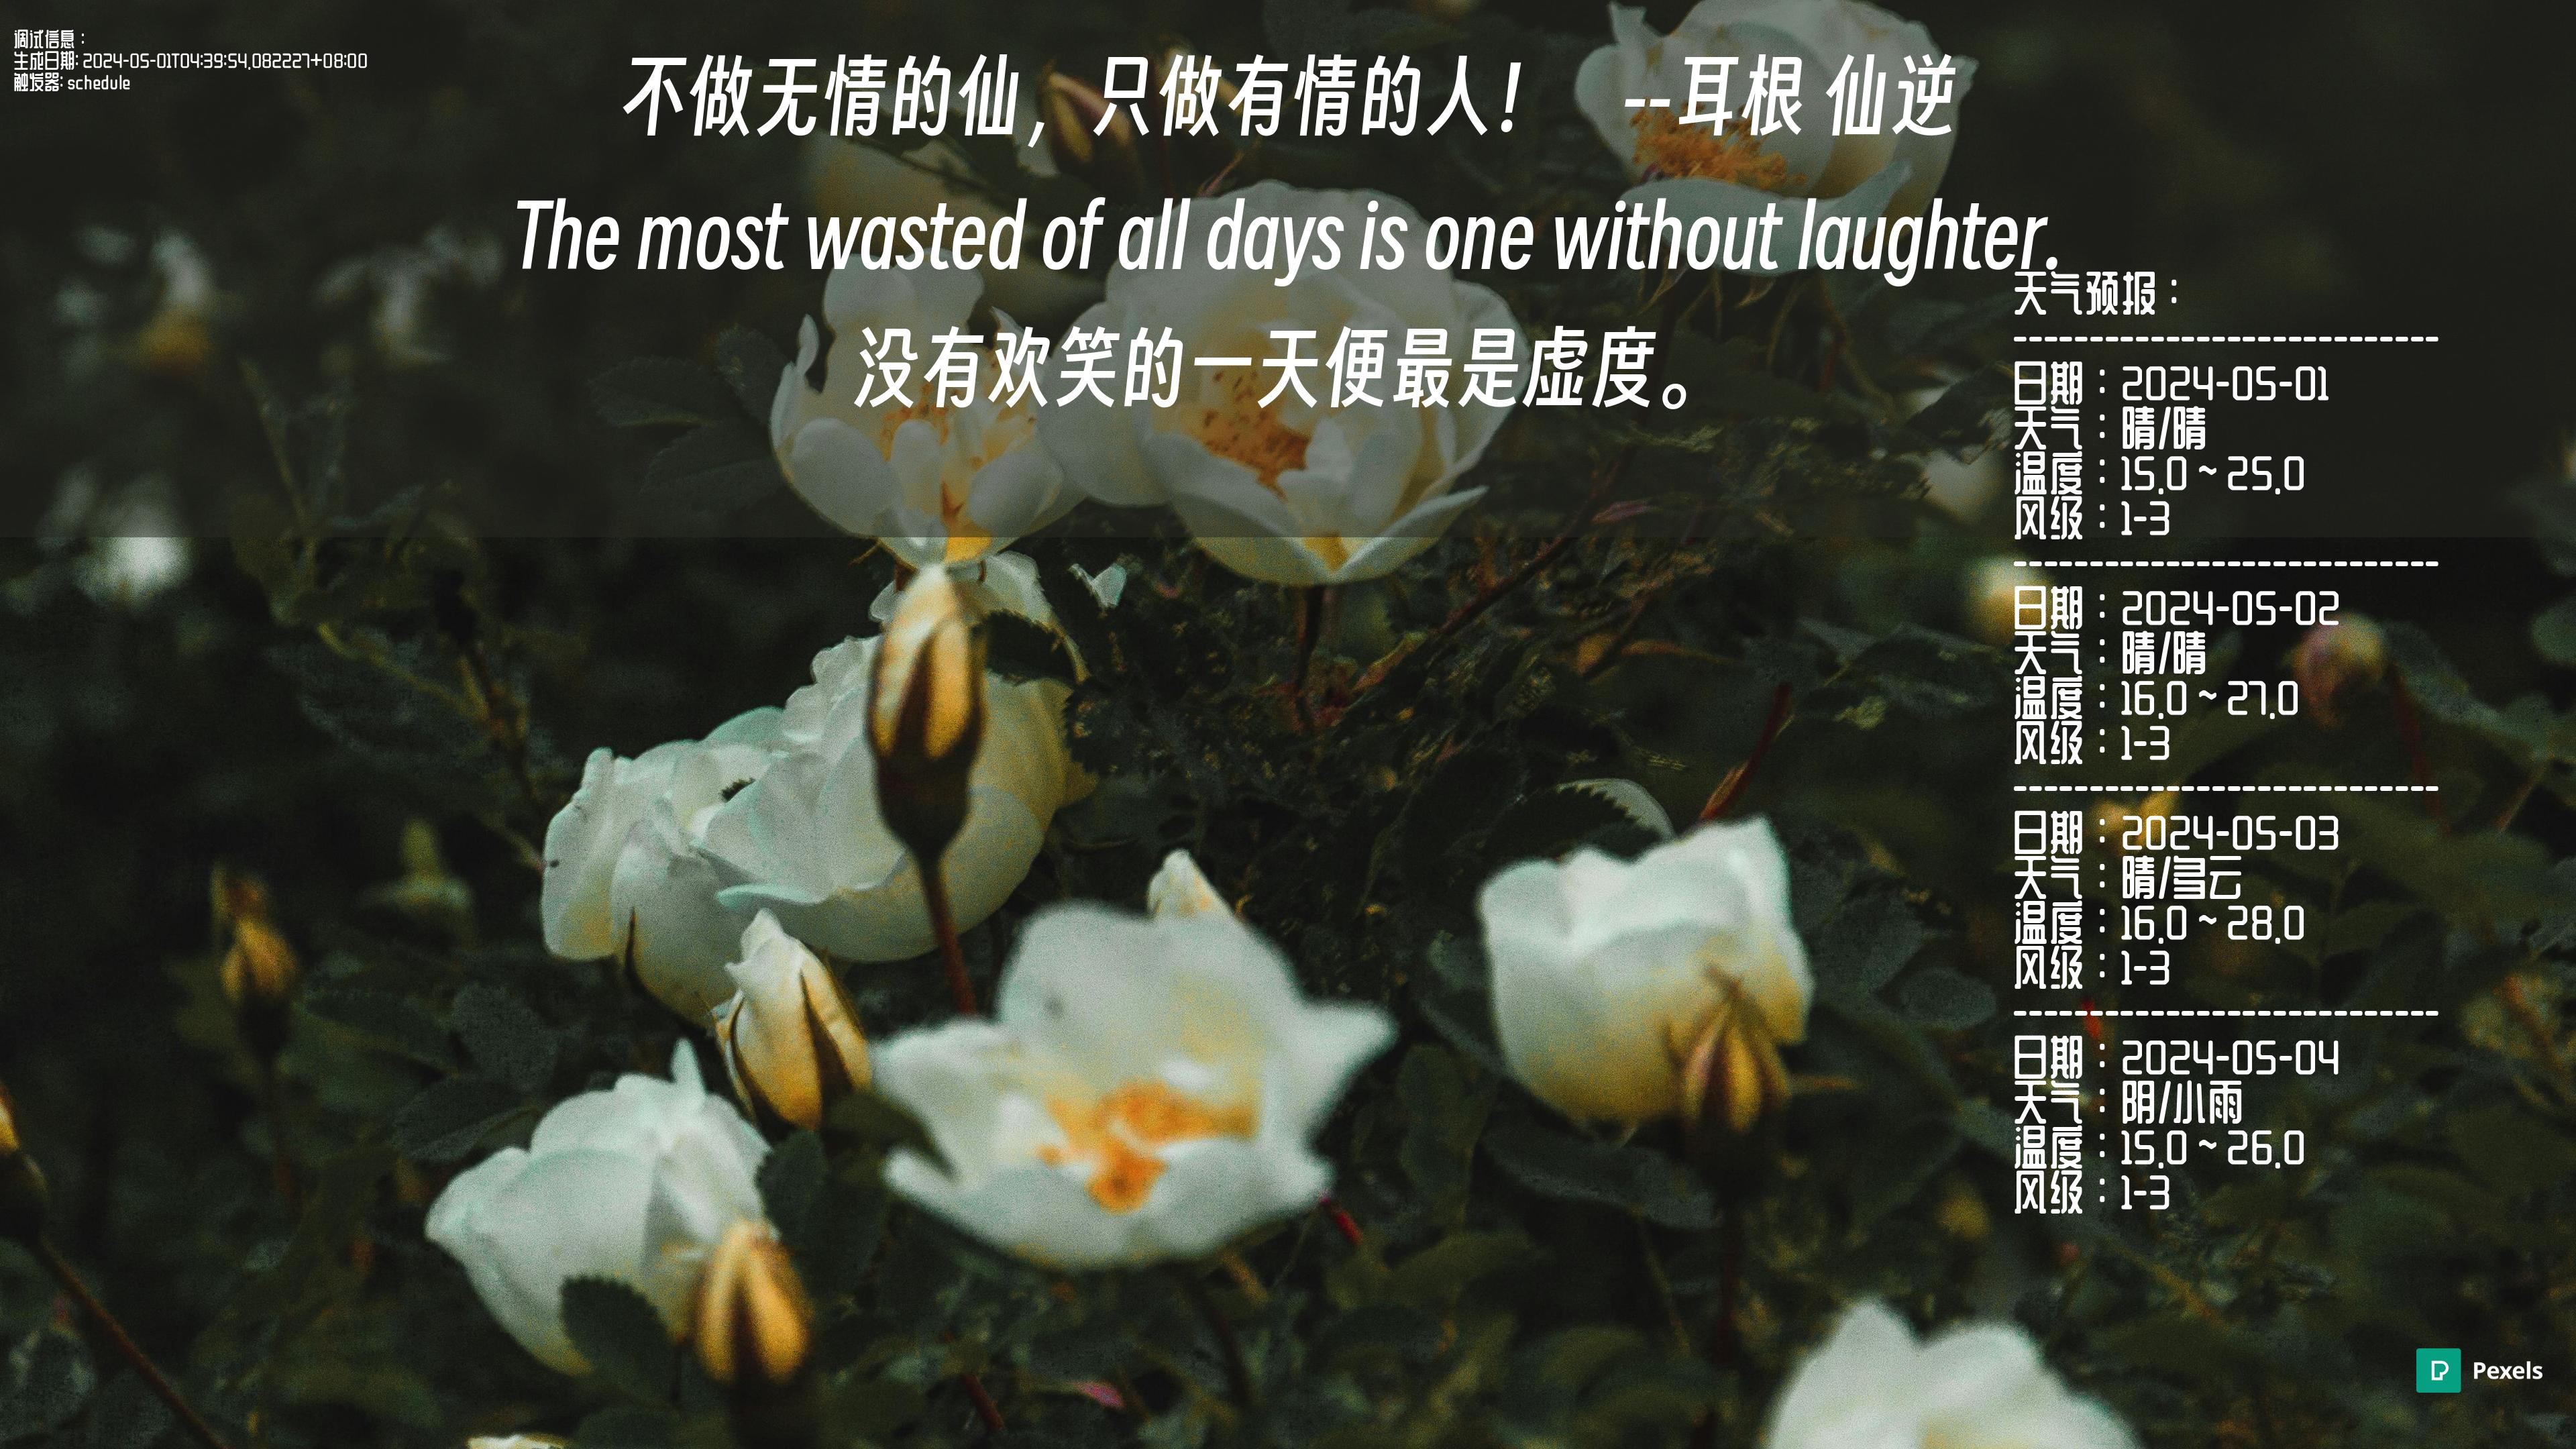 调试信息：
生成日期: 2024-05-01T04:39:54.082227+08:00
触发器: schedule
不做无情的仙，只做有情的人！ --耳根 仙逆
The most wasted of all days is one without laughter.
没有欢笑的一天便最是虚度。
天气预报：
----------------------------
日期：2024-05-01
天气：晴/晴
温度：15.0 ~ 25.0
风级：1-3
----------------------------
日期：2024-05-02
天气：晴/晴
温度：16.0 ~ 27.0
风级：1-3
----------------------------
日期：2024-05-03
天气：晴/多云
温度：16.0 ~ 28.0
风级：1-3
----------------------------
日期：2024-05-04
天气：阴/小雨
温度：15.0 ~ 26.0
风级：1-3
Pexels